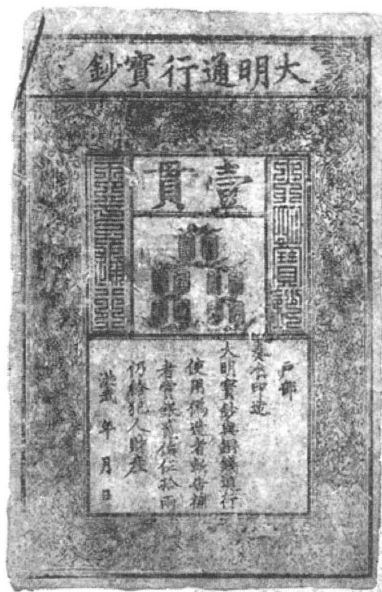 大明通行寶鈔
壹貫
戶部
奏准印造
大明寶鈔與銅錢通行
使用偽造者斬告捕
者賞銀貳伯伍拾兩
仍給犯人財產
洪武 年 月 日